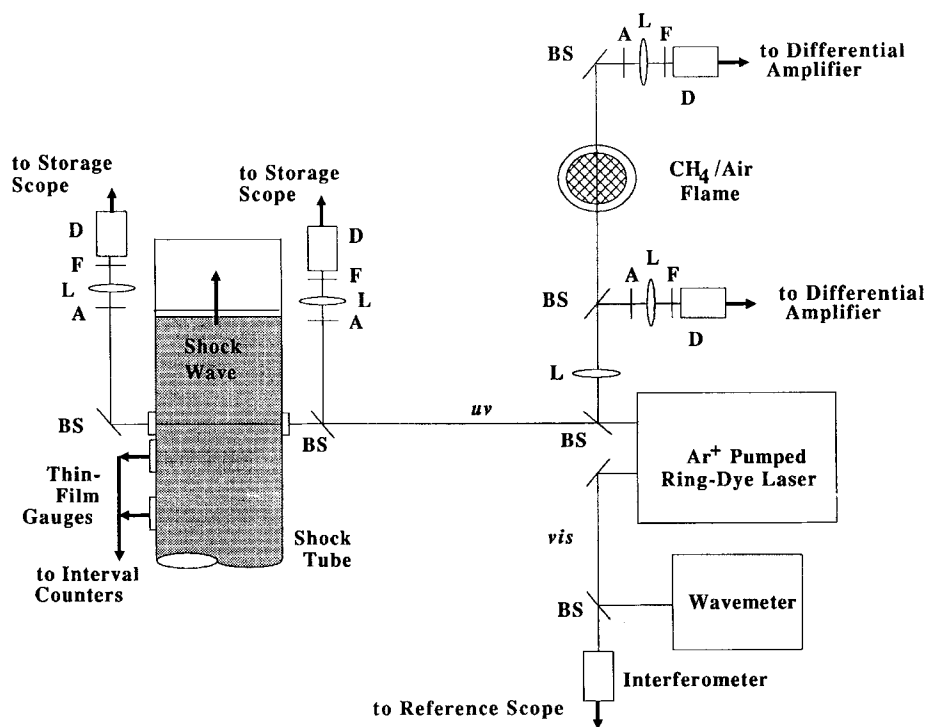 L
A
F
BS
to Differential
Amplifier
D
to Storage
Scope
to Storage
Scope
CH4 /Air
Flame
D
D
F
F
L
L
A
A
L
A
F
BS
to Differential
Amplifier
D
Shock
Wave
L
BS
BS
uv
BS
Ar+ Pumped
Ring-Dye Laser
Thin-
Film
Gauges
Shock
Tube
vis
to Interval
Counters
BS
Wavemeter
Interferometer
to Reference Scope